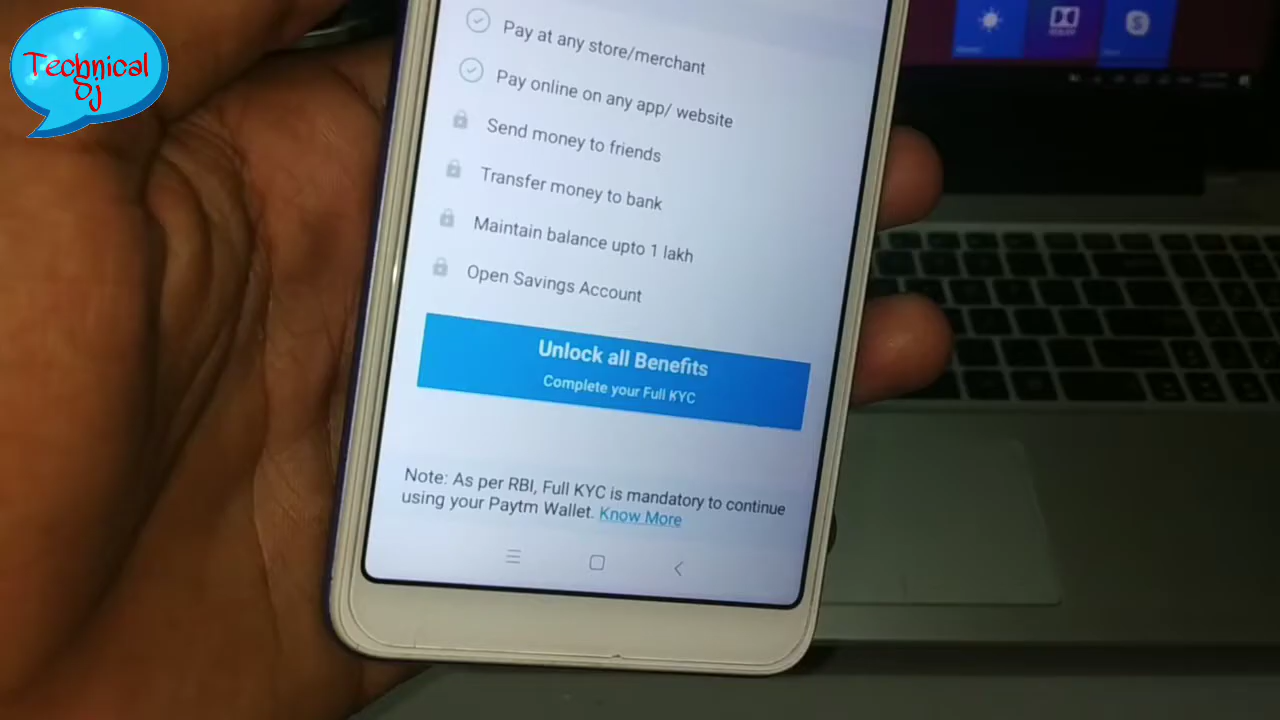 Technical
Gj
Pay at any store/merchant
Pay online on any app/ website
Send money to friends
Transfer money to bank
Maintain balance upto 1 lakh
Open Savings Account
Unlock all Benefits
Complete your Full KYC
Note: As per RBI, Full KYC is mandatory to continue
using your Paytm Wallet. Know More